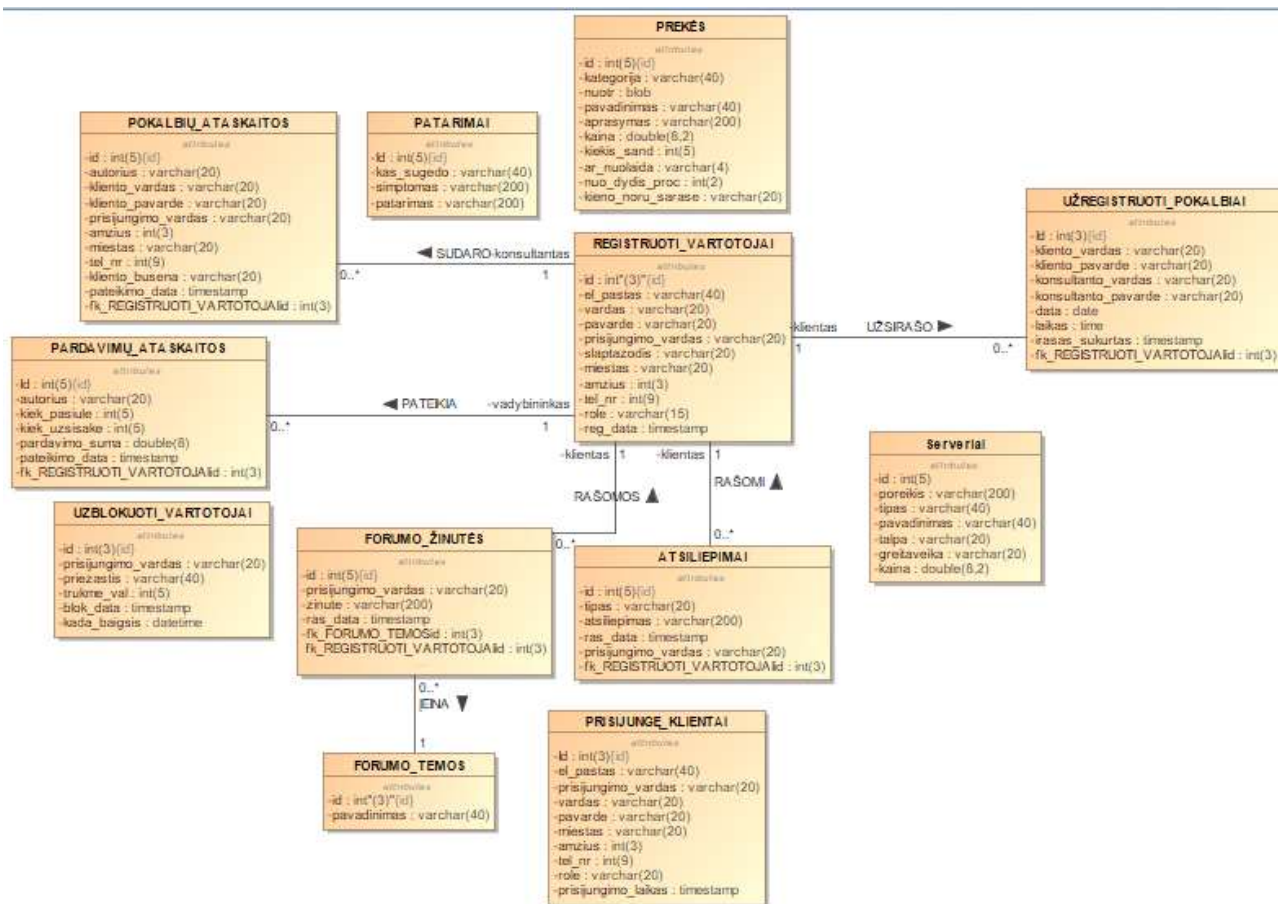 PREKĖS
attributes
-id : int(5){id}
-kategorija : varchar(40)
-nuotr : blob
-pavadinimas : varchar(40)
-aprasymas : varchar(200)
-kaina : double(8,2)
-kiekis_sand : int(5)
-ar_nuolaida : varchar(4)
-nuo_dydis_proc : int(2)
-kieno_noru_sarase : varchar(20)
POKALBIŲ_ATASKAITOS
attributes
-id : int(5){id}
-autorius : varchar(20)
-kliento_vardas : varchar(20)
-kliento_pavarde : varchar(20)
-prisijungimo_vardas : varchar(20)
-amzius : int(3)
-miestas : varchar(20)
-tel_nr : int(9)
-kliento_busena : varchar(20)
-pateikimo_data : timestamp
-fk_REGISTRUOTI_VARTOTOJAIid : int(3)
PATARIMAI
attributes
-Id : int(5){id}
-kas_sugedo : varchar(40)
-simptomas : varchar(200)
-patarimas : varchar(200)
UŽREGISTRUOTI_POKALBIAI
attributes
-Id : int(3){id}
-kliento_vardas : varchar(20)
-kliento_pavarde : varchar(20)
-konsultanto_vardas : varchar(20)
-konsultanto_pavarde : varchar(20)
-data : date
-laikas : time
-irasas_sukurtas : timestamp
-fk_REGISTRUOTI_VARTOTOJAIid : int(3)
◀ SUDARO -konsultantas
0..* 1
REGISTRUOTI_VARTOTOJAI
attributes
-id : int"(3)"{id}
-el_pastas : varchar(40)
-vardas : varchar(20)
-pavarde : varchar(20)
-prisijungimo_vardas : varchar(20)
-slaptazodis : varchar(20)
-miestas : varchar(20)
-amzius : int(3)
-tel_nr : int(9)
-role : varchar(15)
-reg_data : timestamp
-klientas UŽSIRAŠO ▶
1 0..*
PARDAVIMŲ_ATASKAITOS
attributes
-Id : int(5){id}
-autorius : varchar(20)
-kiek_pasiule : int(5)
-kiek_uzsisake : int(5)
-pardavimo_suma : double(8)
-pateikimo_data : timestamp
-fk_REGISTRUOTI_VARTOTOJAIid : int(3)
◀ PATEIKIA -vadybininkas
0..* 1
-klientas 1 -klientas 1
RAŠOMOS ▲ RAŠOMI ▲
0..* 0..*
Serveriai
attributes
-id : int(5)
-poreikis : varchar(200)
-tipas : varchar(40)
-pavadinimas : varchar(40)
-talpa : varchar(20)
-greitaveika : varchar(20)
-kaina : double(8,2)
UZBLOKUOTI_VARTOTOJAI
attributes
-id : int(3){id}
-prisijungimo_vardas : varchar(20)
-priezastis : varchar(40)
-trukme_val : int(5)
-blok_data : timestamp
-kada_baigsis : datetime
FORUMO_ŽINUTĖS
attributes
-id : int(5){id}
-prisijungimo_vardas : varchar(20)
-zinute : varchar(200)
-ras_data : timestamp
-fk_FORUMO_TEMOSid : int(3)
fk_REGISTRUOTI_VARTOTOJAIid : int(3)
ATSILIEPIMAI
attributes
-id : int(5){id}
-tipas : varchar(20)
-atsiliepimas : varchar(200)
-ras_data : timestamp
-prisijungimo_vardas : varchar(20)
-fk_REGISTRUOTI_VARTOTOJAIid : int(3)
0..*
ĮEINA ▼
1
FORUMO_TEMOS
attributes
-id : int"(3)"{id}
-pavadinimas : varchar(40)
PRISIJUNGĘ_KLIENTAI
attributes
-Id : int(3){id}
-el_pastas : varchar(40)
-prisijungimo_vardas : varchar(20)
-vardas : varchar(20)
-pavarde : varchar(20)
-miestas : varchar(20)
-amzius : int(3)
-tel_nr : int(9)
-role : varchar(20)
-prisijungimo_laikas : timestamp